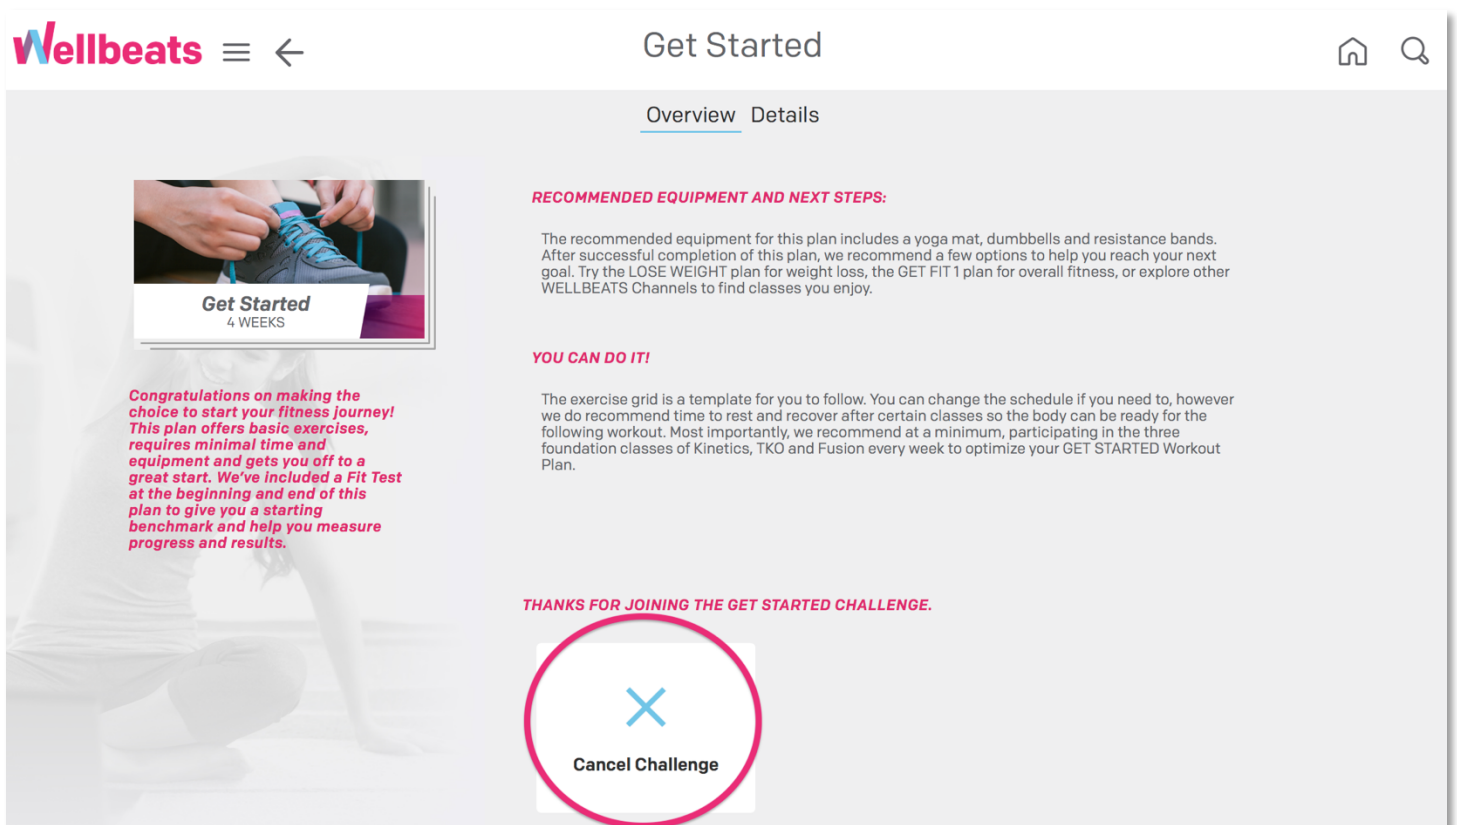 Wellbeats
Get Started
Overview Details
Get Started
4 WEEKS
Congratulations on making the
choice to start your fitness journey!
This plan offers basic exercises,
requires minimal time and
equipment and gets you off to a
great start. We've included a Fit Test
at the beginning and end of this
plan to give you a starting
benchmark and help you measure
progress and results.
RECOMMENDED EQUIPMENT AND NEXT STEPS:
The recommended equipment for this plan includes a yoga mat, dumbbells and resistance bands.
After successful completion of this plan, we recommend a few options to help you reach your next
goal. Try the LOSE WEIGHT plan for weight loss, the GET FIT 1 plan for overall fitness, or explore other
WELLBEATS Channels to find classes you enjoy.
YOU CAN DO IT!
The exercise grid is a template for you to follow. You can change the schedule if you need to, however
we do recommend time to rest and recover after certain classes so the body can be ready for the
following workout. Most importantly, we recommend at a minimum, participating in the three
foundation classes of Kinetics, TKO and Fusion every week to optimize your GET STARTED Workout
Plan.
THANKS FOR JOINING THE GET STARTED CHALLENGE.
Cancel Challenge